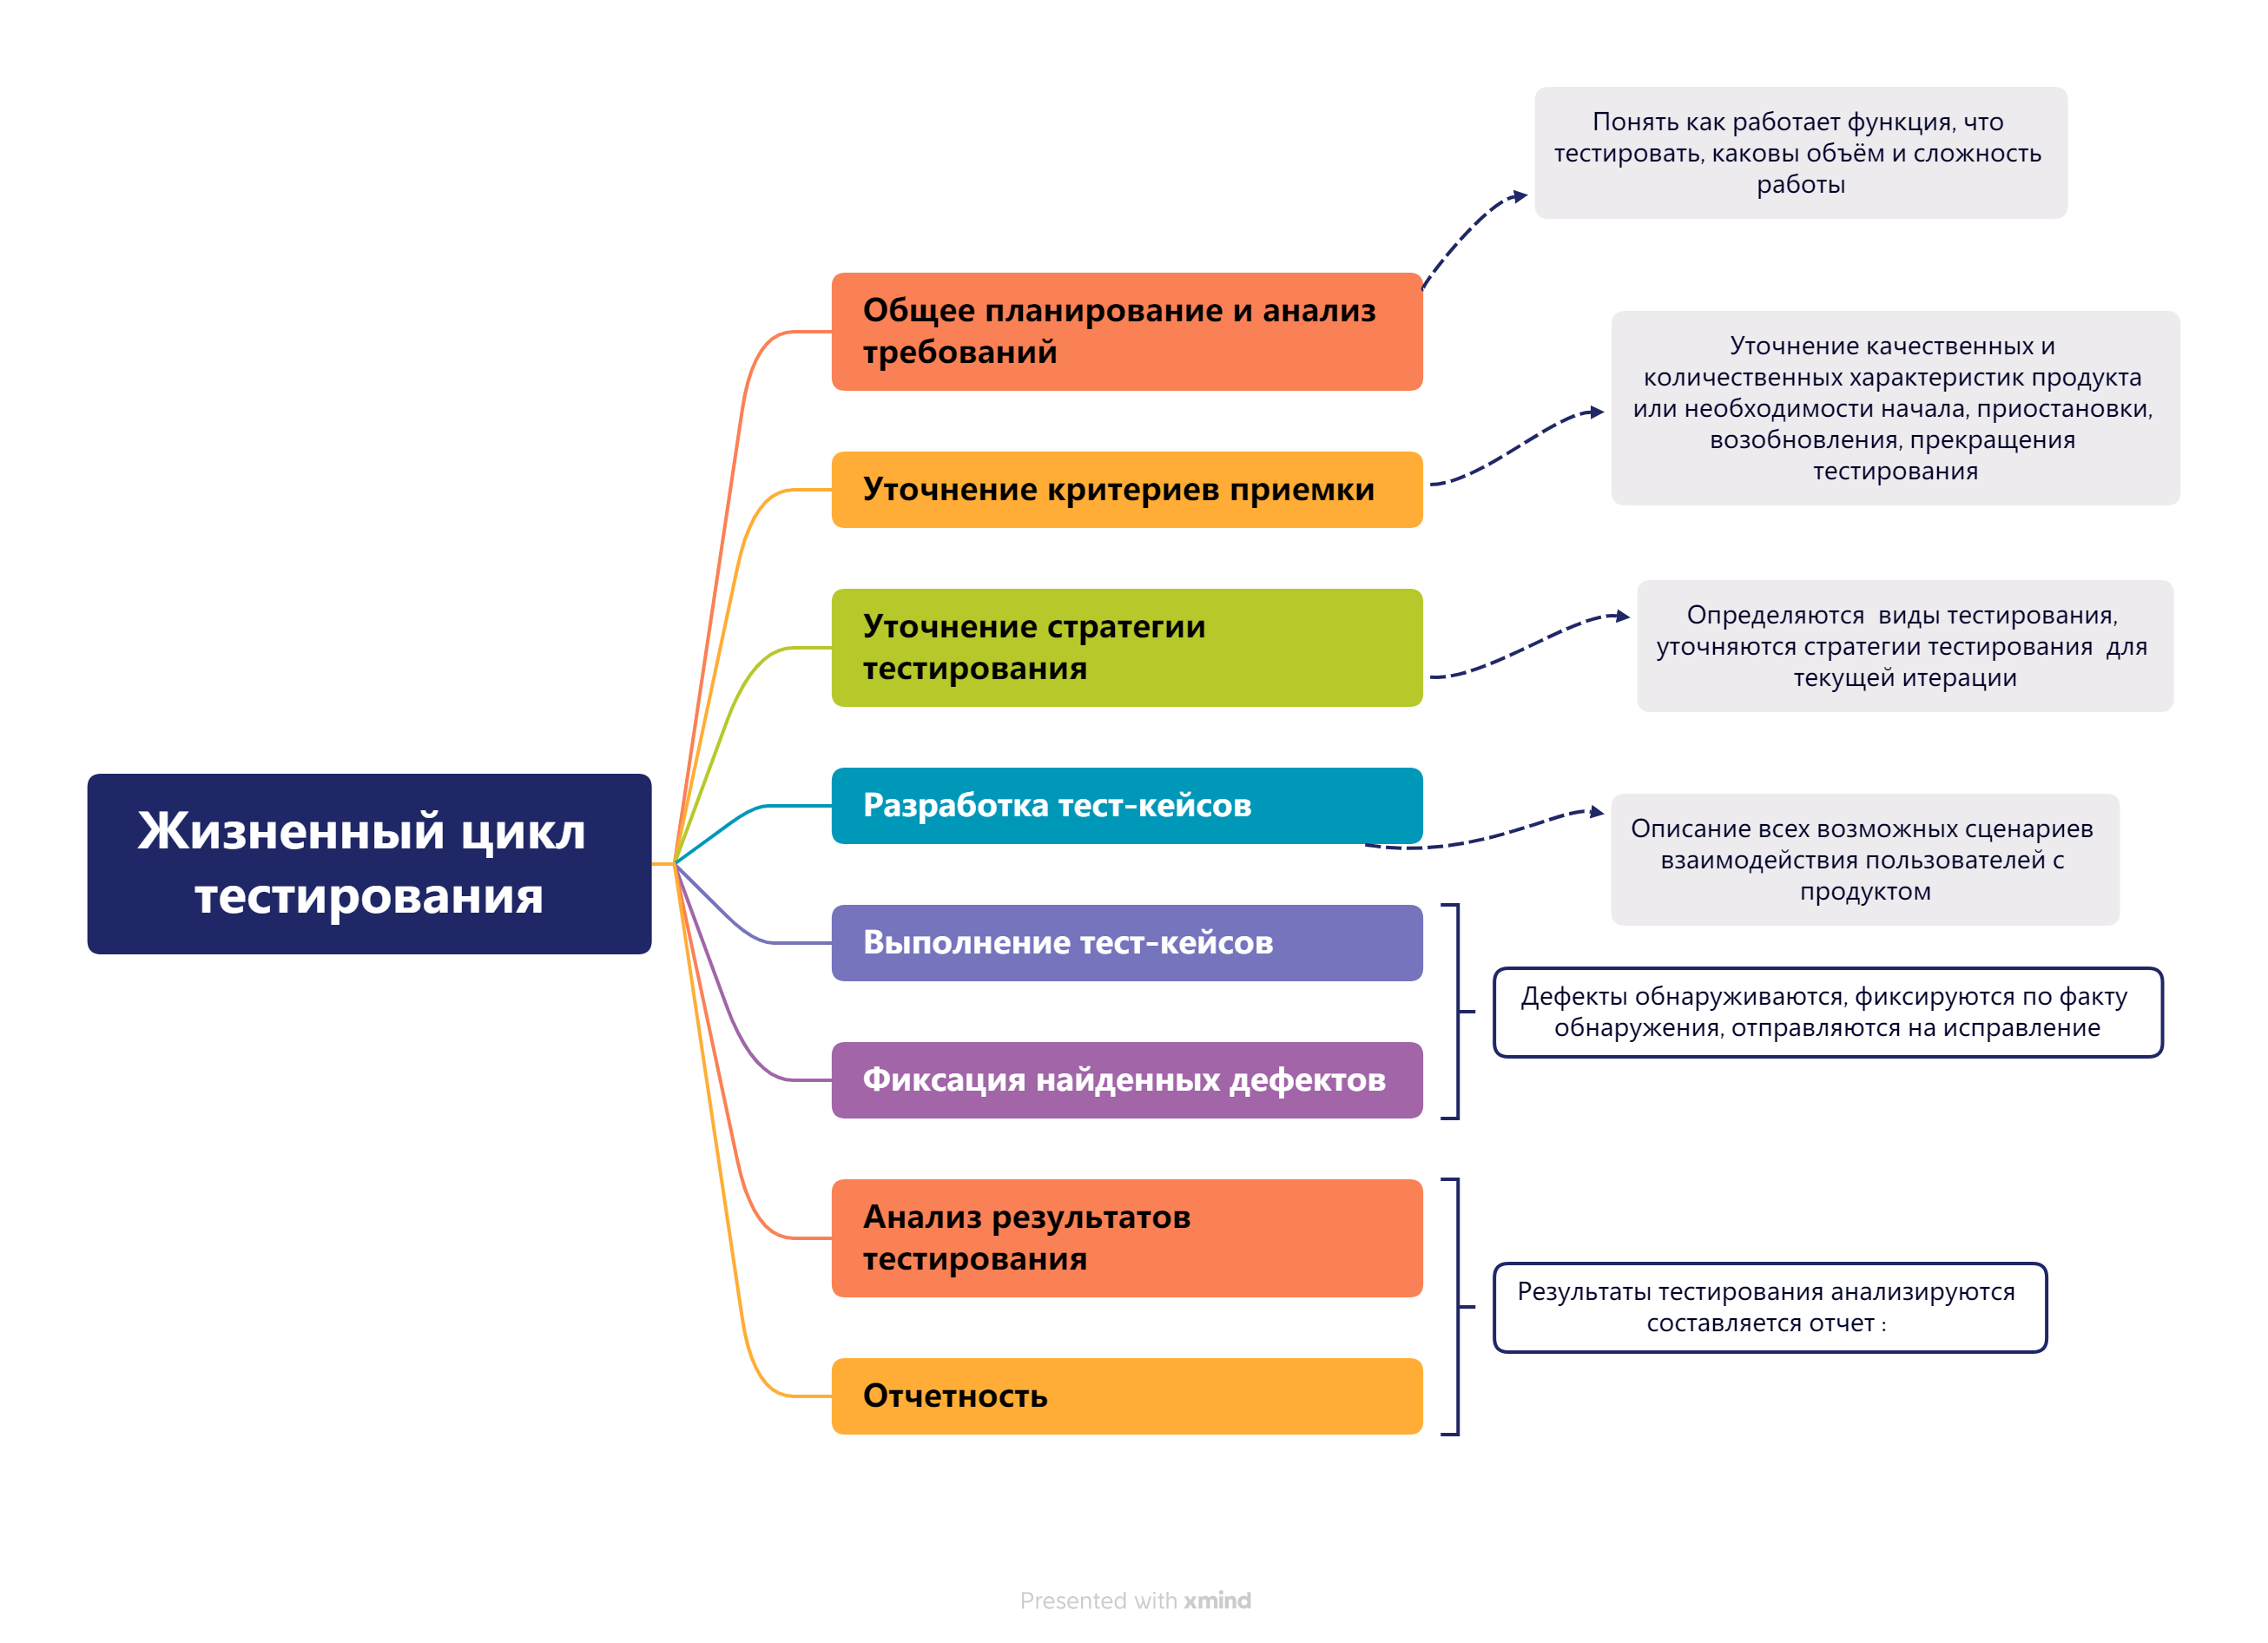 Жизненный цикл
тестирования
Общее планирование и анализ
требований
Понять как работает функция, что
тестировать, каковы объём и сложность
работы
Уточнение критериев приемки
Уточнение качественных и
количественных характеристик продукта
или необходимости начала, приостановки,
возобновления, прекращения
тестирования
Уточнение стратегии
тестирования
Определяются  виды тестирования,
уточняются стратегии тестирования  для
текущей итерации
Разработка тест-кейсов
Описание всех возможных сценариев
взаимодействия пользователей с
продуктом
Выполнение тест-кейсов
Фиксация найденных дефектов
Дефекты обнаруживаются, фиксируются по факту
обнаружения, отправляются на исправление
Анализ результатов
тестирования
Отчетность
Результаты тестирования анализируются
составляется отчет :
Presented with xmind